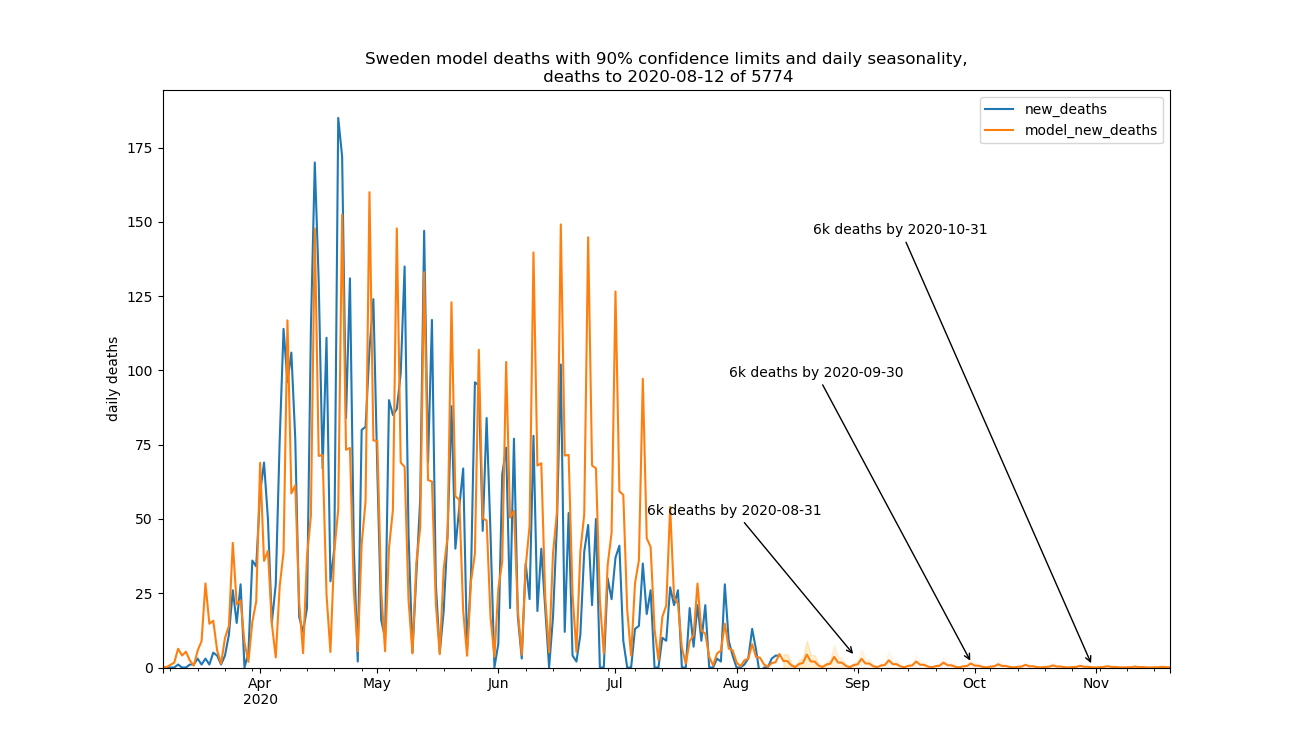 Sweden model deaths with 90% confidence limits and daily seasonality,
deaths to 2020-08-12 of 5774
new_deaths
model_new_deaths
175
150
125
100
75
50
25
0
daily deaths
6k deaths by 2020-10-31
6k deaths by 2020-09-30
6k deaths by 2020-08-31
Apr
2020
May
Jun
Jul
Aug
Sep
Oct
Nov